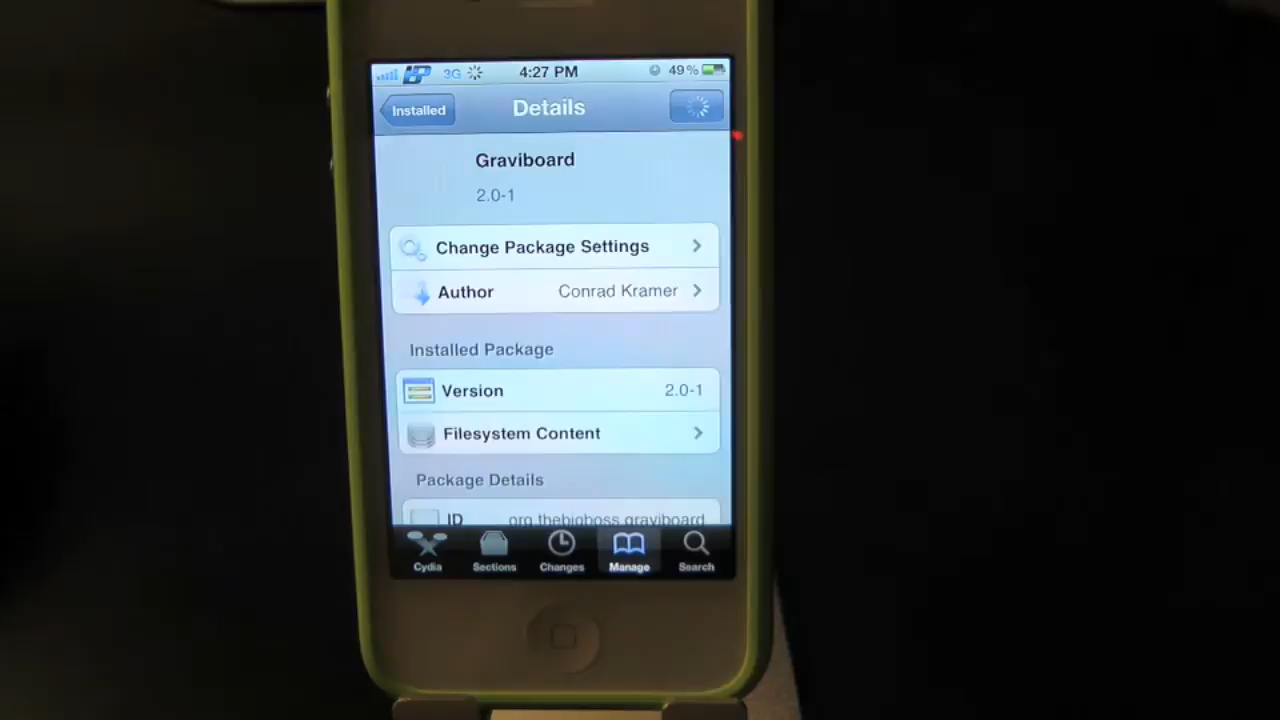 3G 4:27 PM 49%
Installed Details
Graviboard
2.0-1
Change Package Settings
Author Conrad Kramer
Installed Package
Version 2.0-1
Filesystem Content
Package Details
ID org.thebigboss.graviboard
Cydia Sections Changes Manage Search